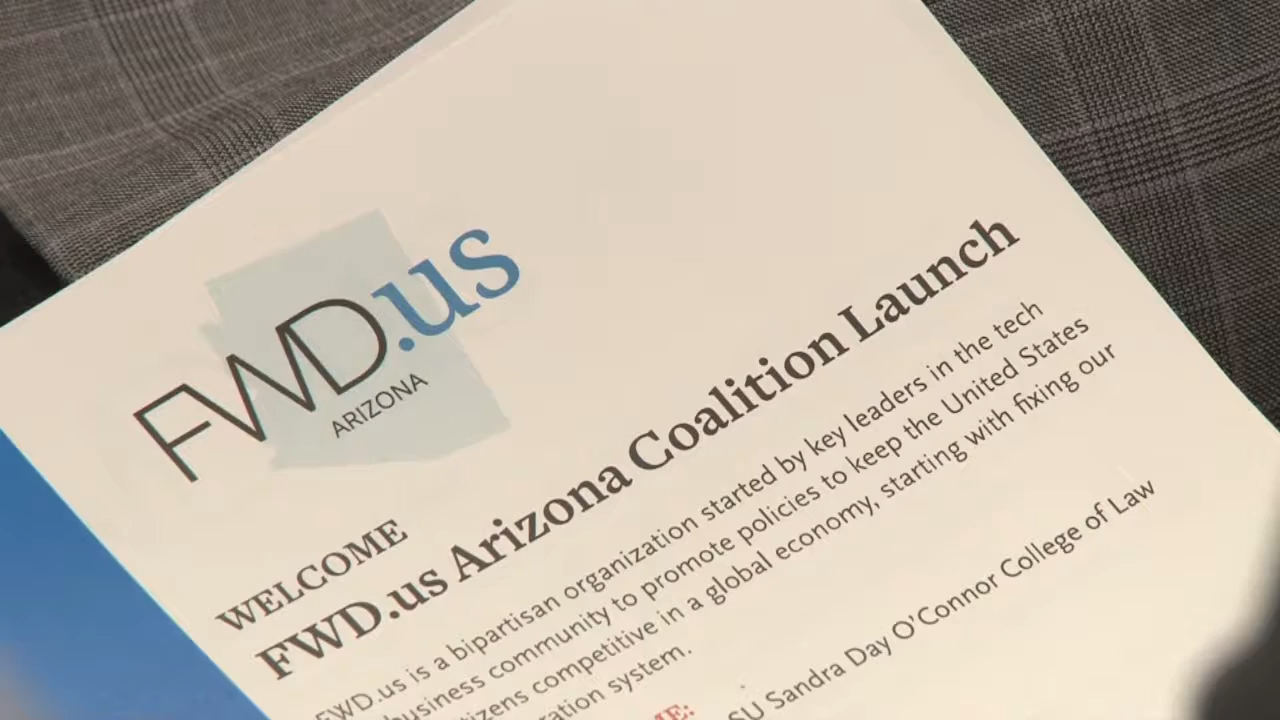 FWD.us
ARIZONA
WELCOME
FWD.us Arizona Coalition Launch
FWD.us is a bipartisan organization started by key leaders in the tech
business community to promote policies to keep the United States
tizens competitive in a global economy, starting with fixing our
ration system.
ME:
SU Sandra Day O'Connor College of Law